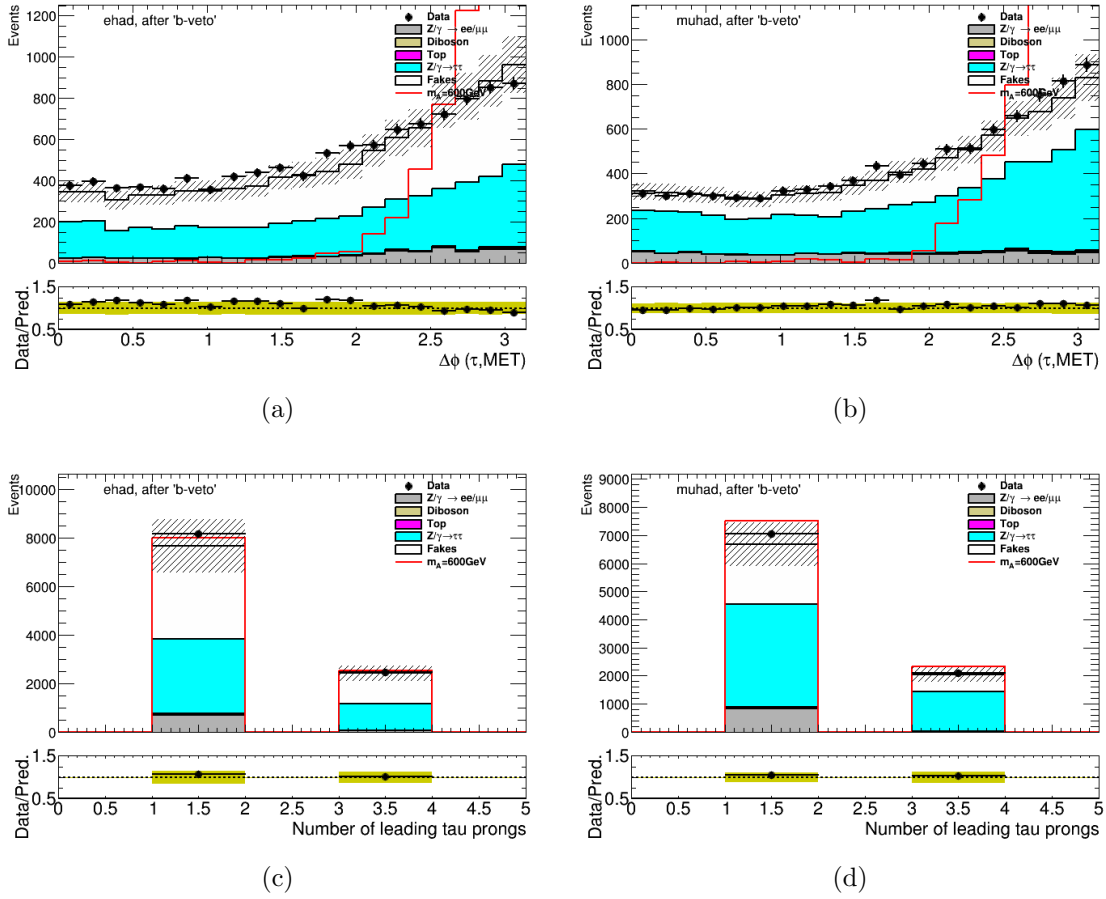 Events
ehad, after 'b-veto'
Data
Z/γ → ee/μμ
Diboson
Top
Z/γ→ττ
Fakes
m_A=600GeV
1200
1000
800
600
400
200
0
Data/Pred.
1.5
0.5
0 0.5 1 1.5 2 2.5 3
Δϕ (τ,MET)
(a)
Events
muhad, after 'b-veto'
Data
Z/γ → ee/μμ
Diboson
Top
Z/γ→ττ
Fakes
m_A=600GeV
1200
1000
800
600
400
200
0
Data/Pred.
1.5
0.5
0 0.5 1 1.5 2 2.5 3
Δϕ (τ,MET)
(b)
Events
ehad, after 'b-veto'
Data
Z/γ → ee/μμ
Diboson
Top
Z/γ→ττ
Fakes
m_A=600GeV
10000
8000
6000
4000
2000
0
Data/Pred.
1.5
0.5
0 0.5 1 1.5 2 2.5 3 3.5 4 4.5 5
Number of leading tau prongs
(c)
Events
muhad, after 'b-veto'
Data
Z/γ → ee/μμ
Diboson
Top
Z/γ→ττ
Fakes
m_A=600GeV
9000
8000
7000
6000
5000
4000
3000
2000
1000
0
Data/Pred.
1.5
0.5
0 0.5 1 1.5 2 2.5 3 3.5 4 4.5 5
Number of leading tau prongs
(d)